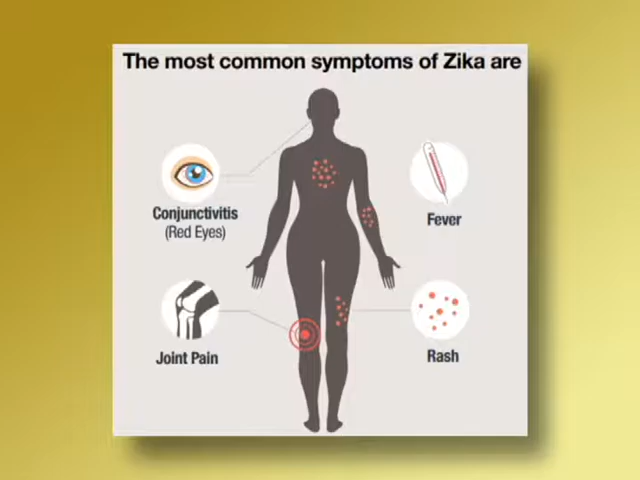 The most common symptoms of Zika are
Conjunctivitis
(Red Eyes)
Fever
Joint Pain
Rash